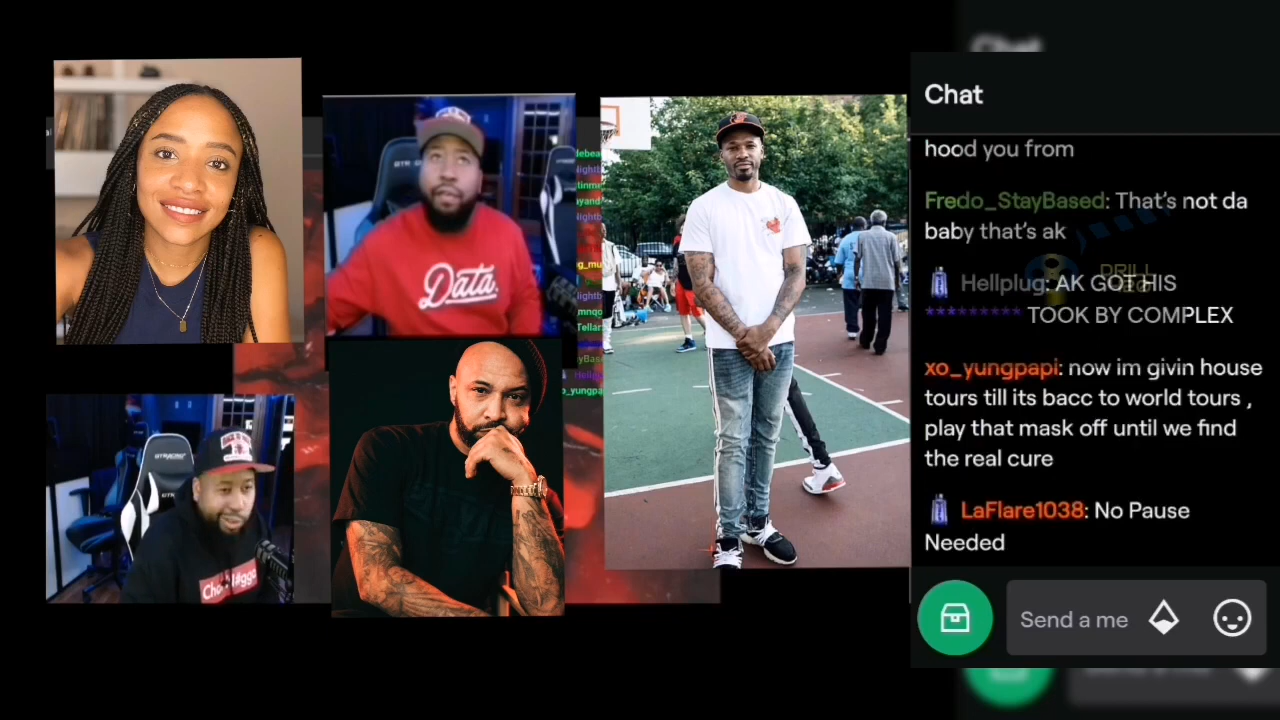 Chat
hood you from
Fredo_StayBased: That's not da
baby that's ak
Hellplug: AK GOT HIS
********* TOOK BY COMPLEX
xo_yungpapi: now im givin house
tours till its bacc to world tours ,
play that mask off until we find
the real cure
LaFlare1038: No Pause
Needed
Send a me
Data.
DRILL
GTRACING